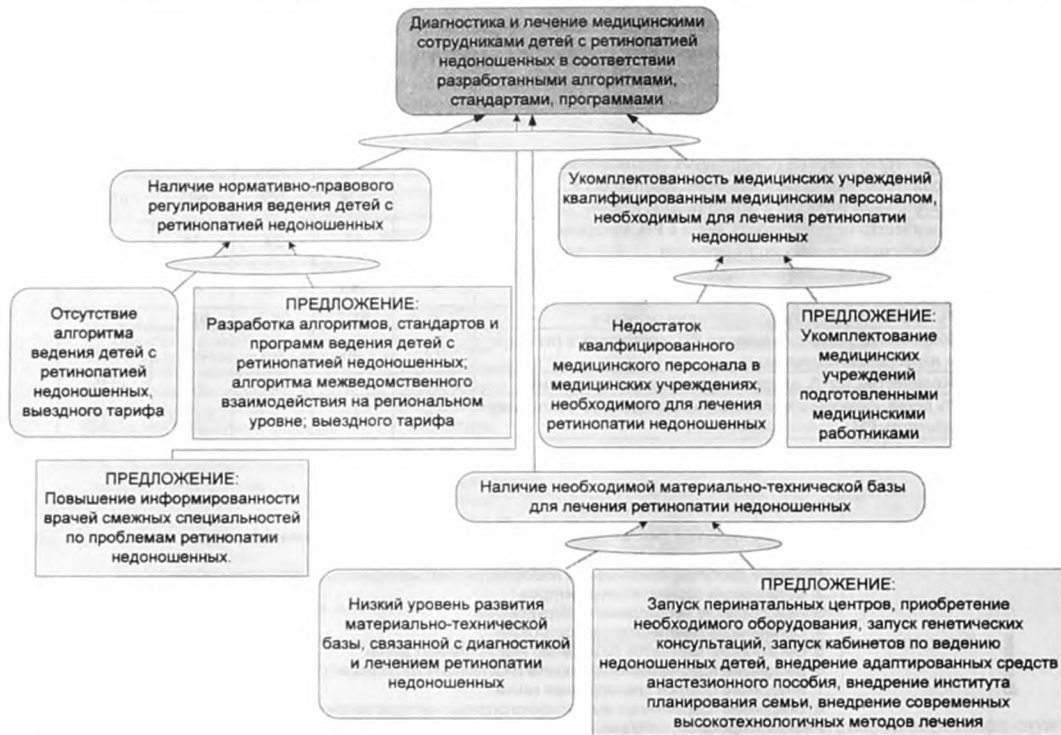 Диагностика и лечение медицинскими
сотрудниками детей с ретинопатией
недоношенных в соответствии
разработанными алгоритмами,
стандартами, программами
Наличие нормативно-правового
регулирования ведения детей с
ретинопатией недоношенных
Укомплектованность медицинских учреждений
квалифицированным медицинским персоналом,
необходимым для лечения ретинопатии
недоношенных
Отсутствие
алгоритма
ведения детей с
ретинопатией
недоношенных,
выездного тарифа
ПРЕДЛОЖЕНИЕ:
Разработка алгоритмов, стандартов и
программ ведения детей с
ретинопатией недоношенных;
алгоритма межведомственного
взаимодействия на региональном
уровне; выездного тарифа
Недостаток
квалфицированного
медицинского персонала в
медицинских учреждениях,
необходимого для лечения
ретинопатии недоношенных
ПРЕДЛОЖЕНИЕ:
Укомплектование
медицинских
учреждений
подготовленными
медицинскими
работниками
ПРЕДЛОЖЕНИЕ:
Повышение информированности
врачей смежных специальностей
по проблемам ретинопатии
недоношенных.
Наличие необходимой материально-технической базы
для лечения ретинопатии недоношенных
Низкий уровень развития
материально-технической
базы, связанной с диагностикой
и лечением ретинопатии
недоношенных
ПРЕДЛОЖЕНИЕ:
Запуск перинатальных центров, приобретение
необходимого оборудования, запуск генетических
консультаций, запуск кабинетов по ведению
недоношенных детей, внедрение адаптированных средств
анастезионного пособия, внедрение института
планирования семьи, внедрение современных
высокотехнологичных методов лечения